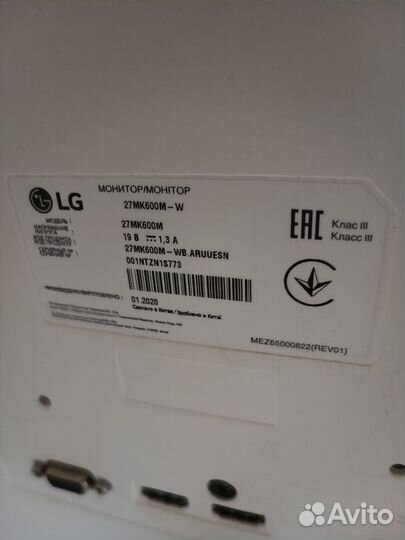 LG
МОНИТОР/МОНІТОР
27MK600M-W
МОДЕЛЬ: 27MK600M
19 В 1,3 A
27MK600M-WB.ARUUESN
001NTZN1S773
01.2020
Сделано в Китае/Зроблено в Китаї
EAC
Клас III
Класс III
MEZ65000822(REV01)
Avito